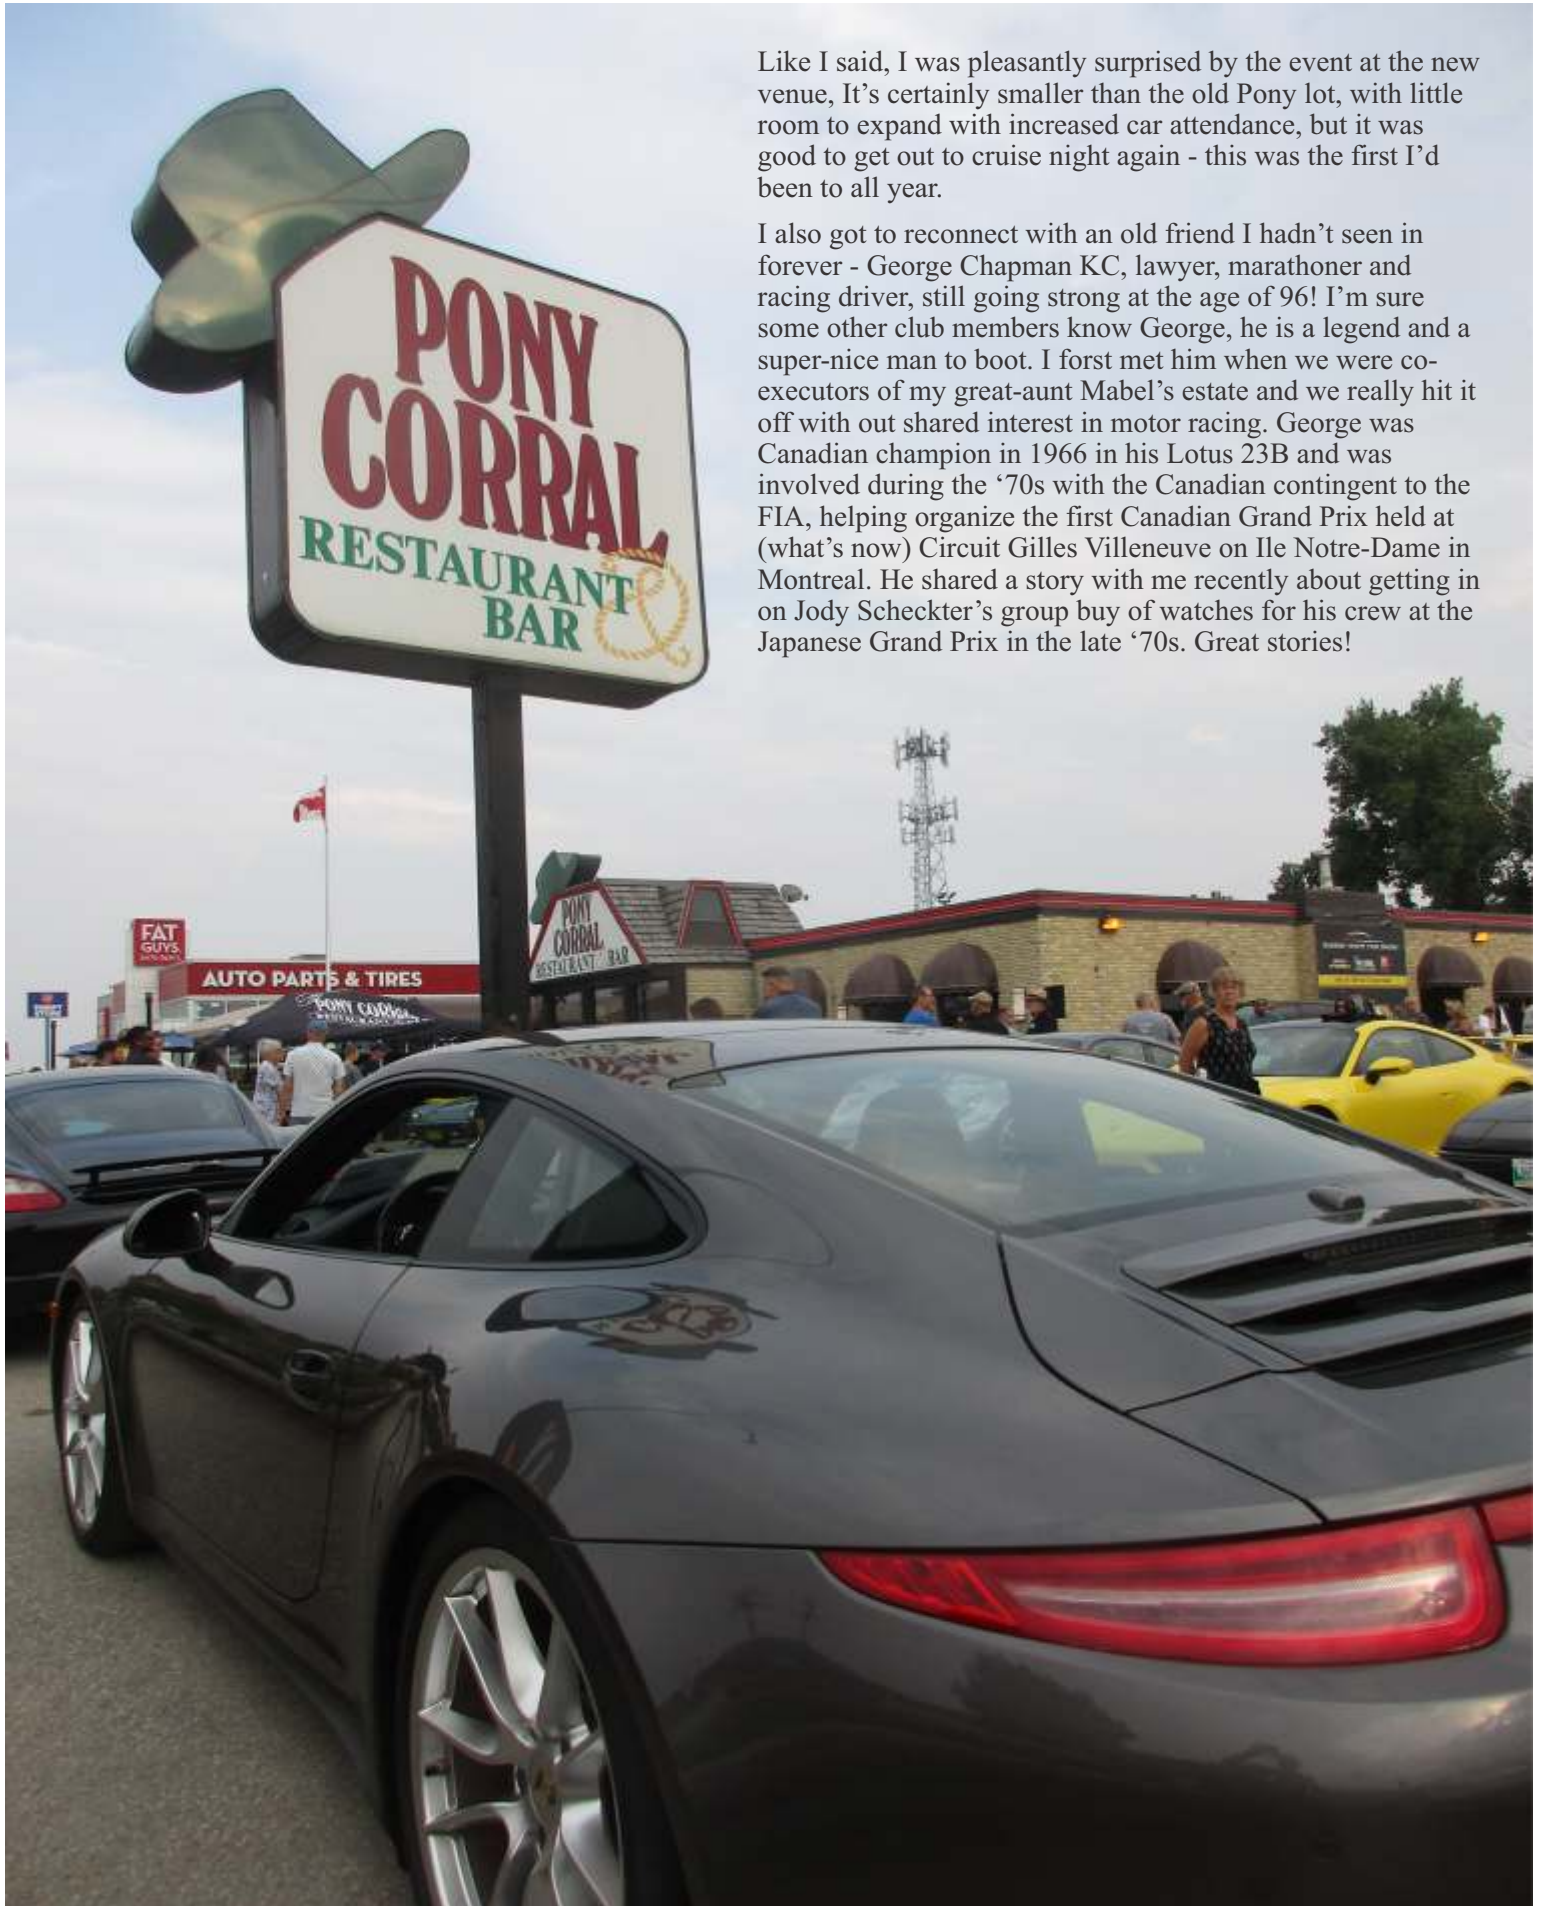 Like I said, I was pleasantly surprised by the event at the new
venue, It’s certainly smaller than the old Pony lot, with little
room to expand with increased car attendance, but it was
good to get out to cruise night again - this was the first I’d
been to all year.
I also got to reconnect with an old friend I hadn’t seen in
forever - George Chapman KC, lawyer, marathoner and
racing driver, still going strong at the age of 96! I’m sure
some other club members know George, he is a legend and a
super-nice man to boot. I forst met him when we were co-
executors of my great-aunt Mabel’s estate and we really hit it
off with out shared interest in motor racing. George was
Canadian champion in 1966 in his Lotus 23B and was
involved during the ‘70s with the Canadian contingent to the
FIA, helping organize the first Canadian Grand Prix held at
(what’s now) Circuit Gilles Villeneuve on Ile Notre-Dame in
Montreal. He shared a story with me recently about getting in
on Jody Scheckter’s group buy of watches for his crew at the
Japanese Grand Prix in the late ‘70s. Great stories!
PONY
CORRAL
RESTAURANT
& BAR
FAT
GUYS
AUTO PARTS & TIRES
PONY CORRAL
PONY
CORRAL
RESTAURANT & BAR